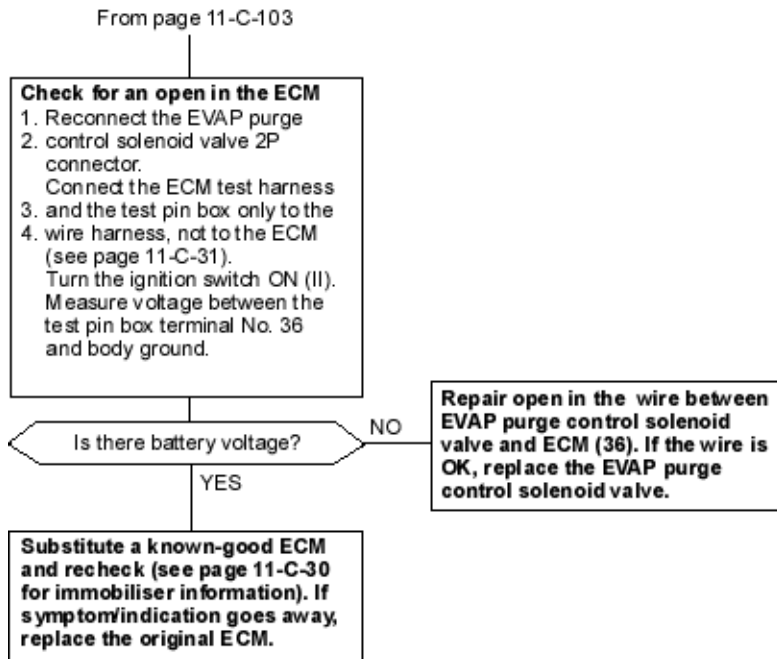 From page 11-C-103
Check for an open in the ECM
1. Reconnect the EVAP purge
2. control solenoid valve 2P
connector.
Connect the ECM test harness
3. and the test pin box only to the
4. wire harness, not to the ECM
(see page 11-C-31).
Turn the ignition switch ON (II).
Measure voltage between the
test pin box terminal No. 36
and body ground.
Is there battery voltage?
NO
Repair open in the wire between
EVAP purge control solenoid
valve and ECM (36). If the wire is
OK, replace the EVAP purge
control solenoid valve.
YES
Substitute a known-good ECM
and recheck (see page 11-C-30
for immobiliser information). If
symptom/indication goes away,
replace the original ECM.